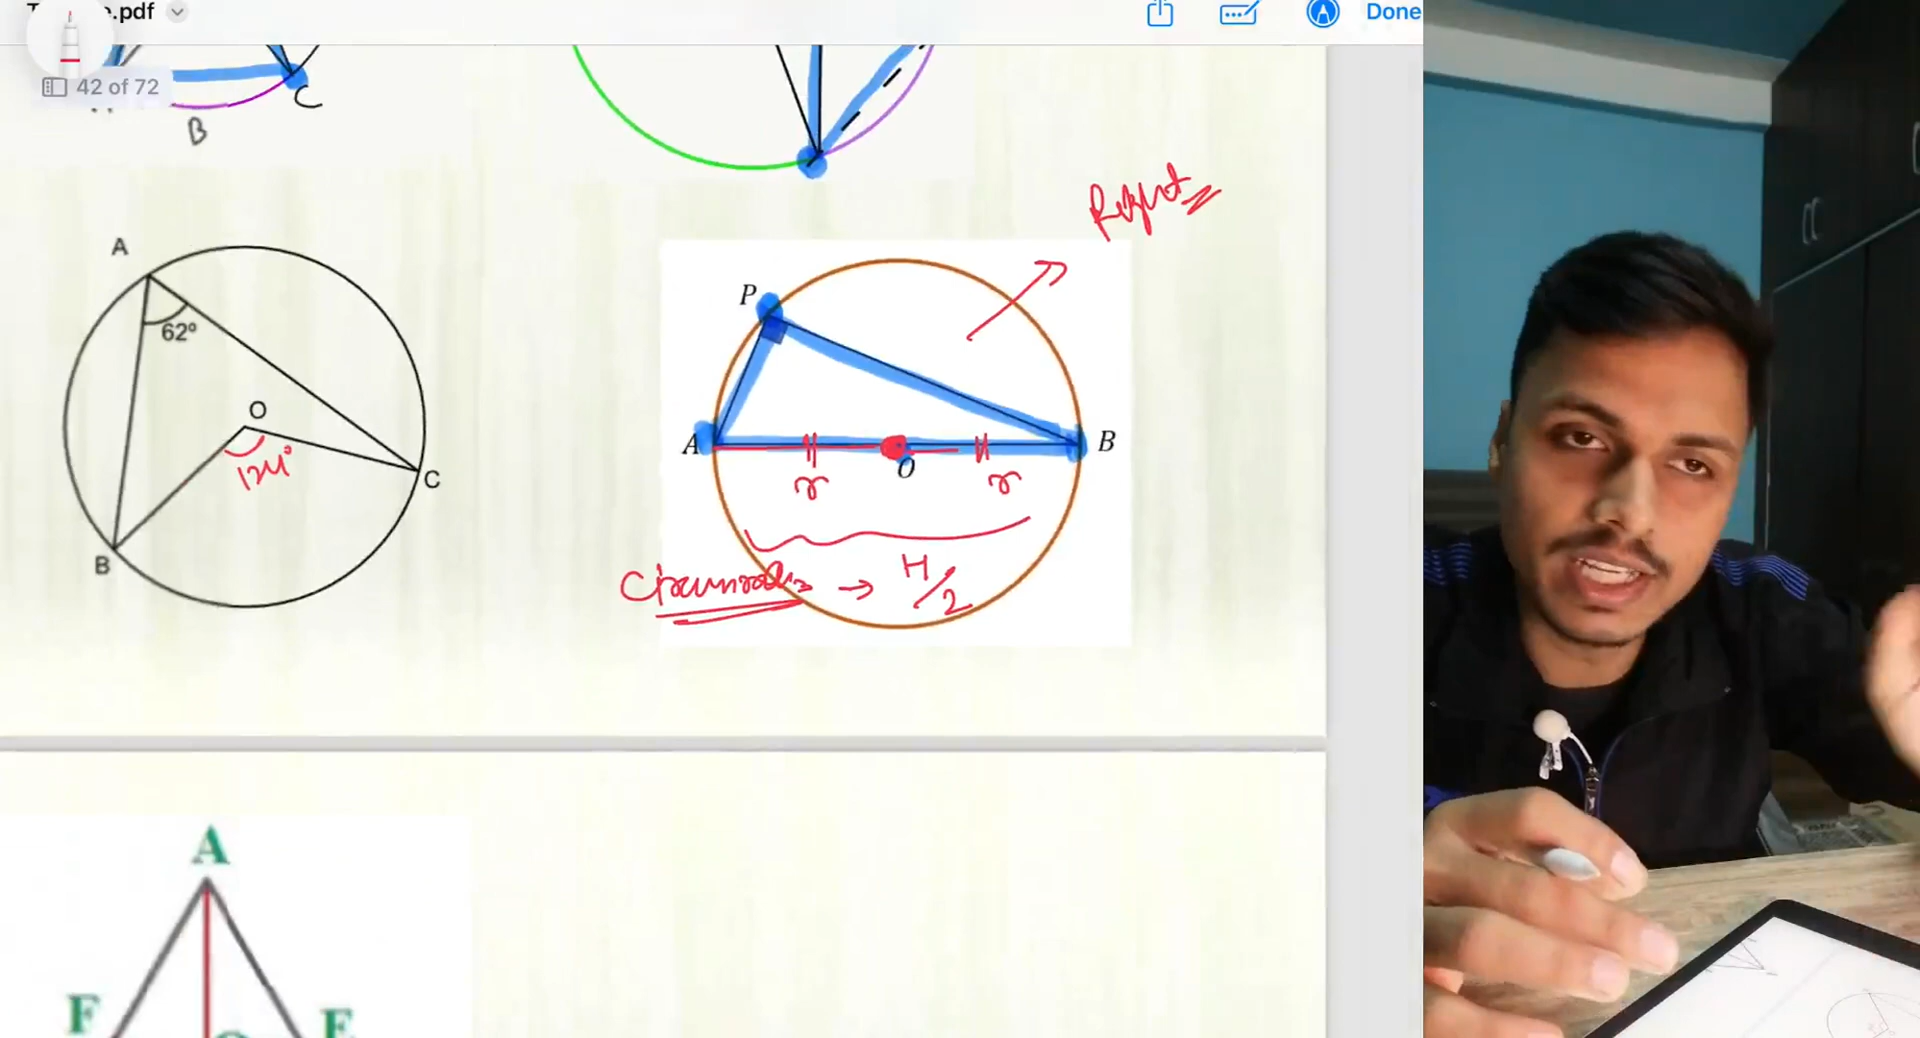 .pdf
Done
42 of 72
C
B
Right
A
62°
O
124°
C
B
P
A
O
B
r
r
Circumradius → H/2
A
F
E